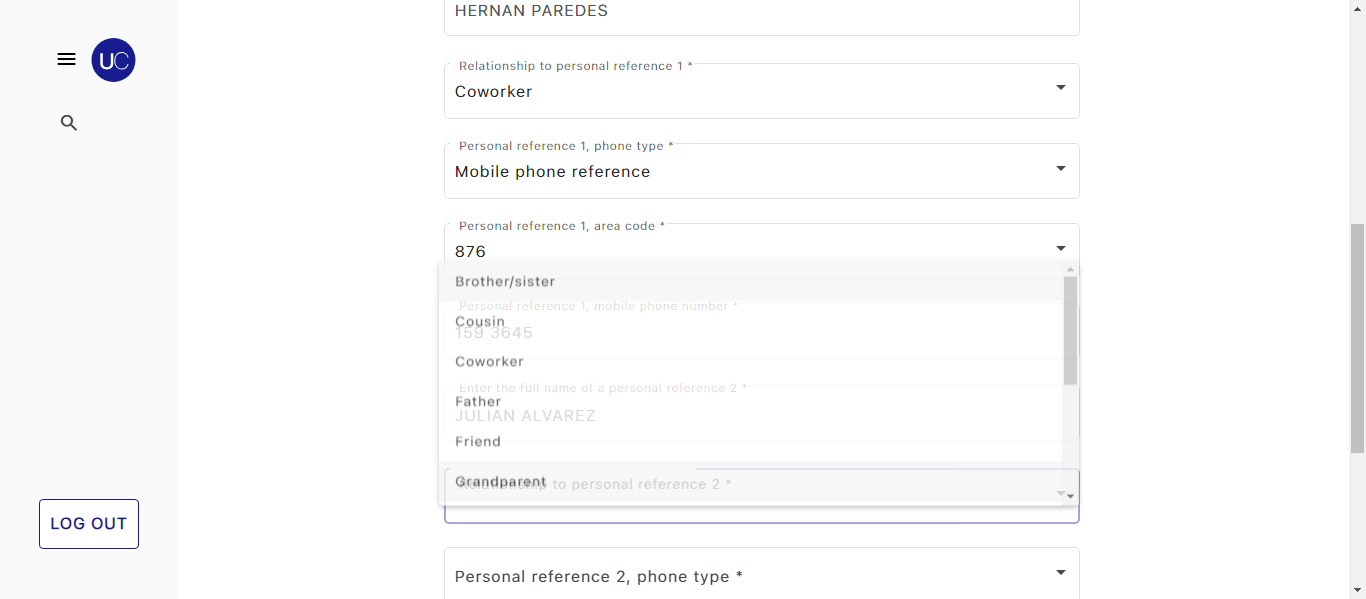 HERNAN PAREDES
UC
Relationship to personal reference 1 *
Coworker
Personal reference 1, phone type *
Mobile phone reference
Personal reference 1, area code *
876
Brother/sister
Personal reference 1, mobile phone number *
Cousin
159 3645
Coworker
Enter the full name of a personal reference 2 *
Father
JULIAN ALVAREZ
Friend
Grandparent
Relationship to personal reference 2 *
LOG OUT
Personal reference 2, phone type *